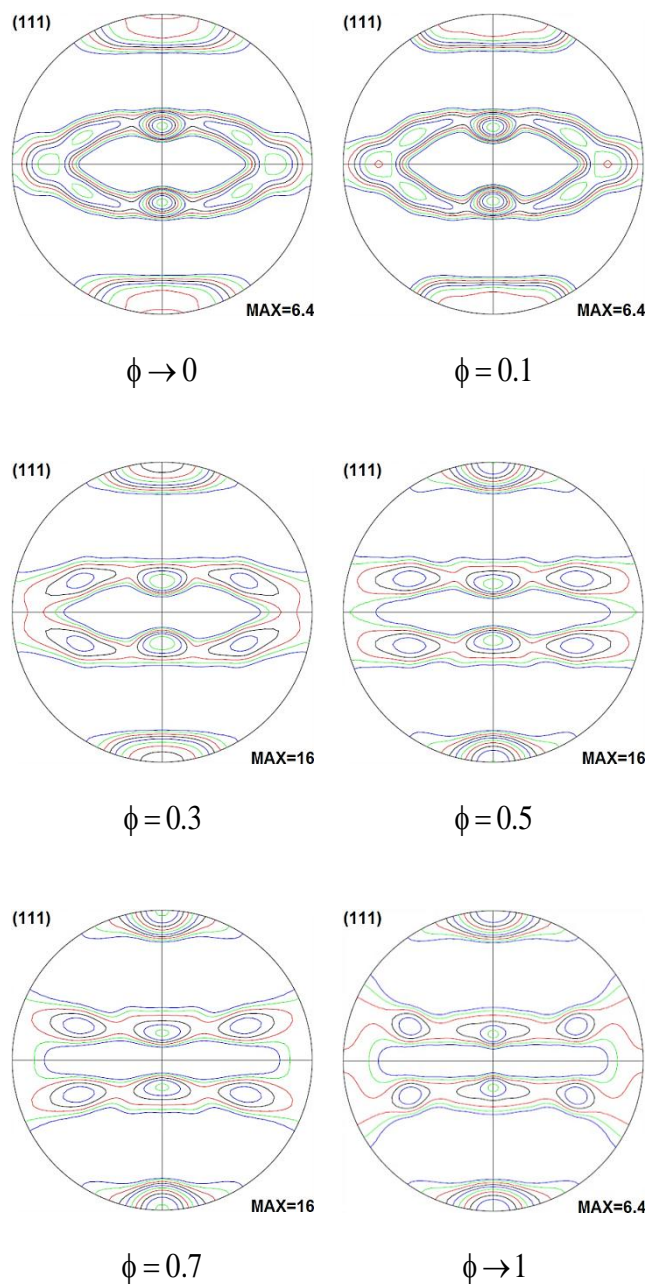 (111) (111)
MAX=6.4 MAX=6.4
ϕ → 0 ϕ = 0.1
(111) (111)
MAX=16 MAX=16
ϕ = 0.3 ϕ = 0.5
(111) (111)
MAX=16 MAX=6.4
ϕ = 0.7 ϕ → 1